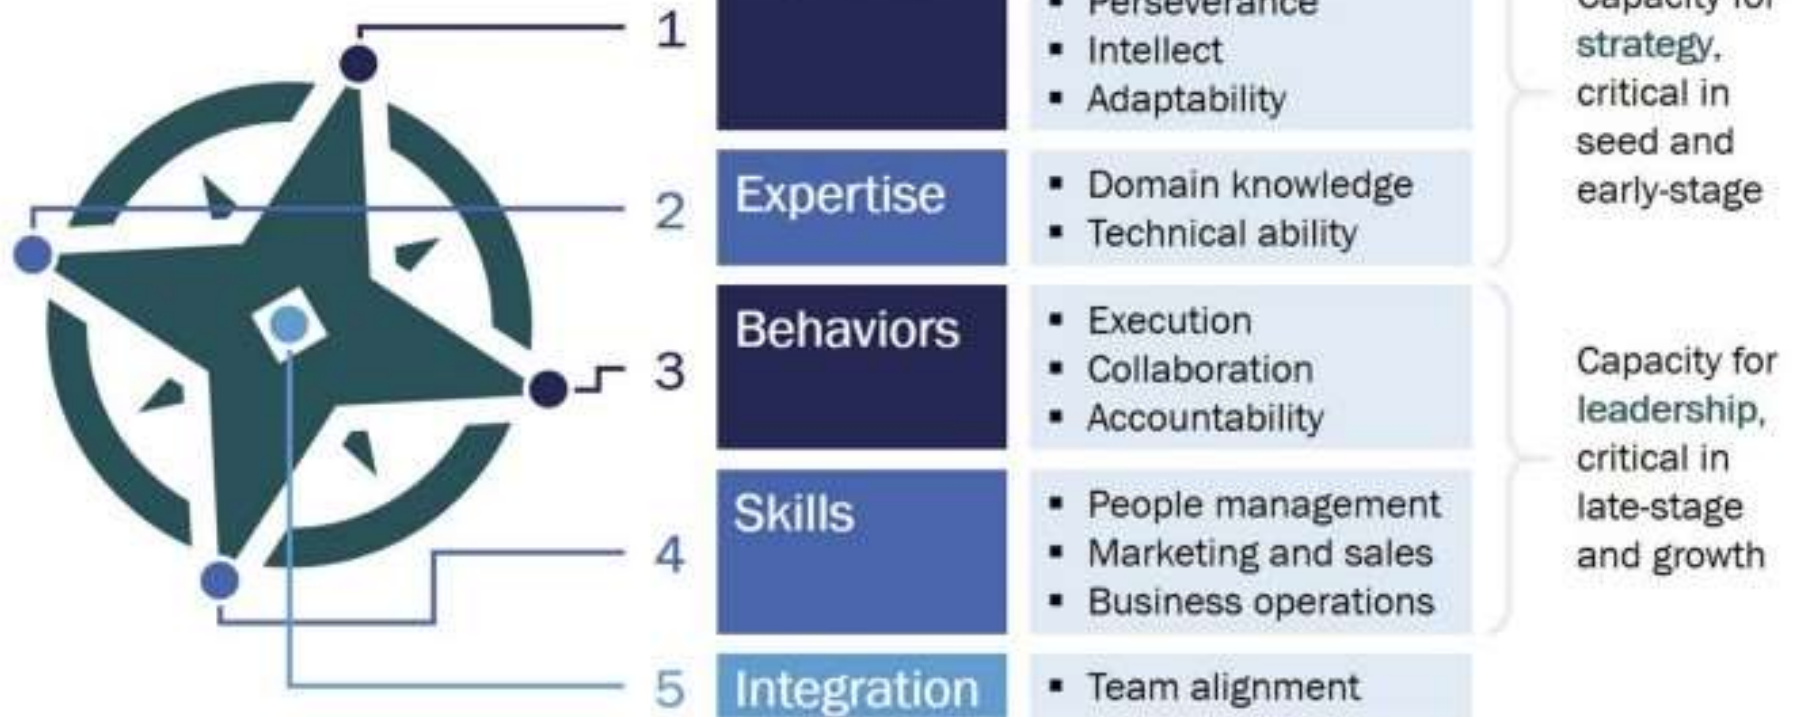 1
Perseverance
▪ Intellect
▪ Adaptability
Capacity for
strategy,
critical in
seed and
early-stage
2
Expertise
▪ Domain knowledge
▪ Technical ability
3
Behaviors
▪ Execution
▪ Collaboration
▪ Accountability
4
Skills
▪ People management
▪ Marketing and sales
▪ Business operations
Capacity for
leadership,
critical in
late-stage
and growth
5
Integration
▪ Team alignment